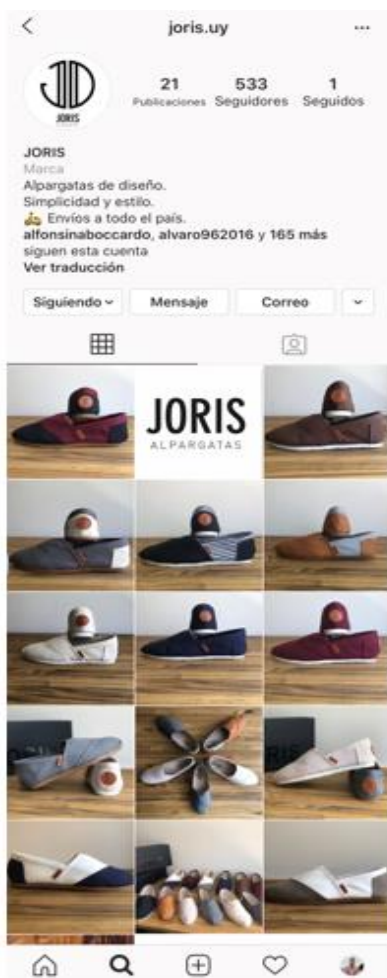 joris.uy
JORIS
21 533 1
Publicaciones Seguidores Seguidos
JORIS
Marca
Alpargatas de diseño.
Simplicidad y estilo.
Envíos a todo el país.
alfonsinaboccardo, alvaro962016 y 165 más
siguen esta cuenta
Ver traducción
Siguiendo Mensaje Correo
JORIS
ALPARGATAS